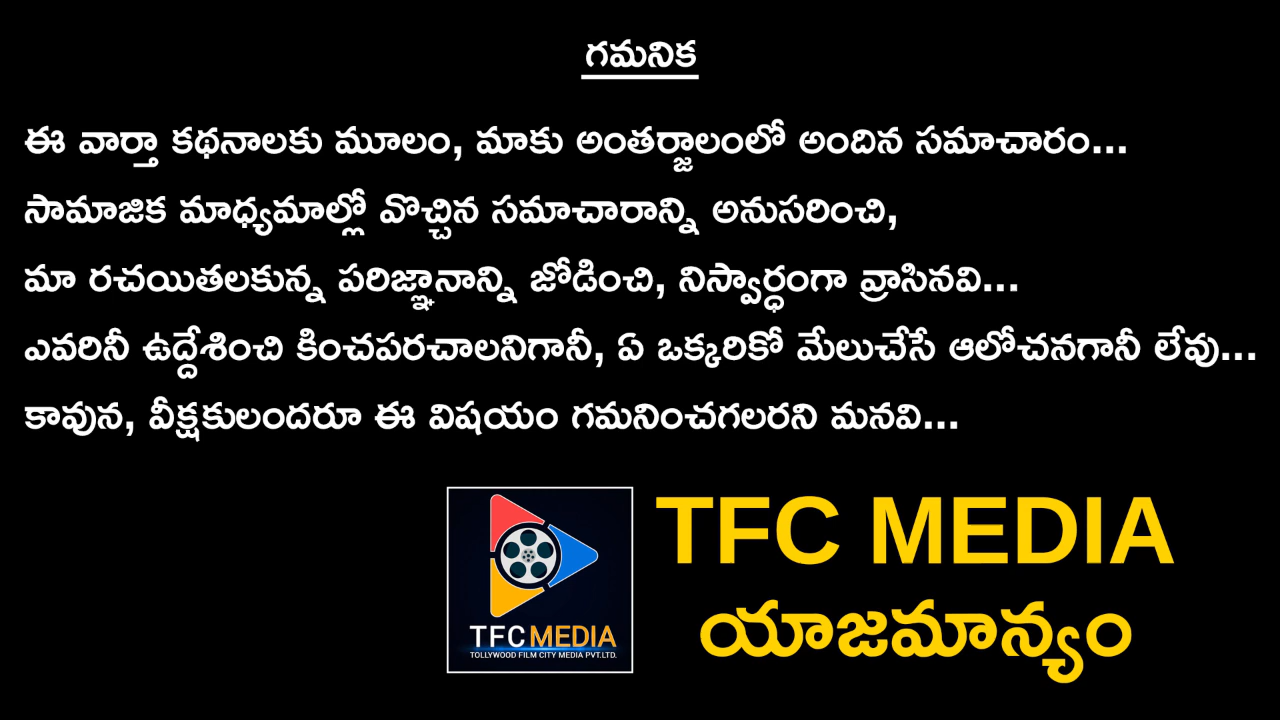 గమనిక
ఈ వార్తా కథనాలకు మూలం, మాకు అంతర్జాలంలో అందిన సమాచారం...
సామాజిక మాధ్యమాల్లో వొచ్చిన సమాచారాన్ని అనుసరించి,
మా రచయితలకున్న పరిజ్ఞానాన్ని జోడించి, నిస్వార్ధంగా వ్రాసినవి...
ఎవరినీ ఉద్దేశించి కించపరచాలనిగానీ, ఏ ఒక్కరికో మేలుచేసే ఆలోచనగానీ లేవు...
కావున, వీక్షకులందరూ ఈ విషయం గమనించగలరని మనవి...
TFC MEDIA
యాజమాన్యం
TFC MEDIA
TOLLYWOOD FILM CITY MEDIA PVT.LTD.